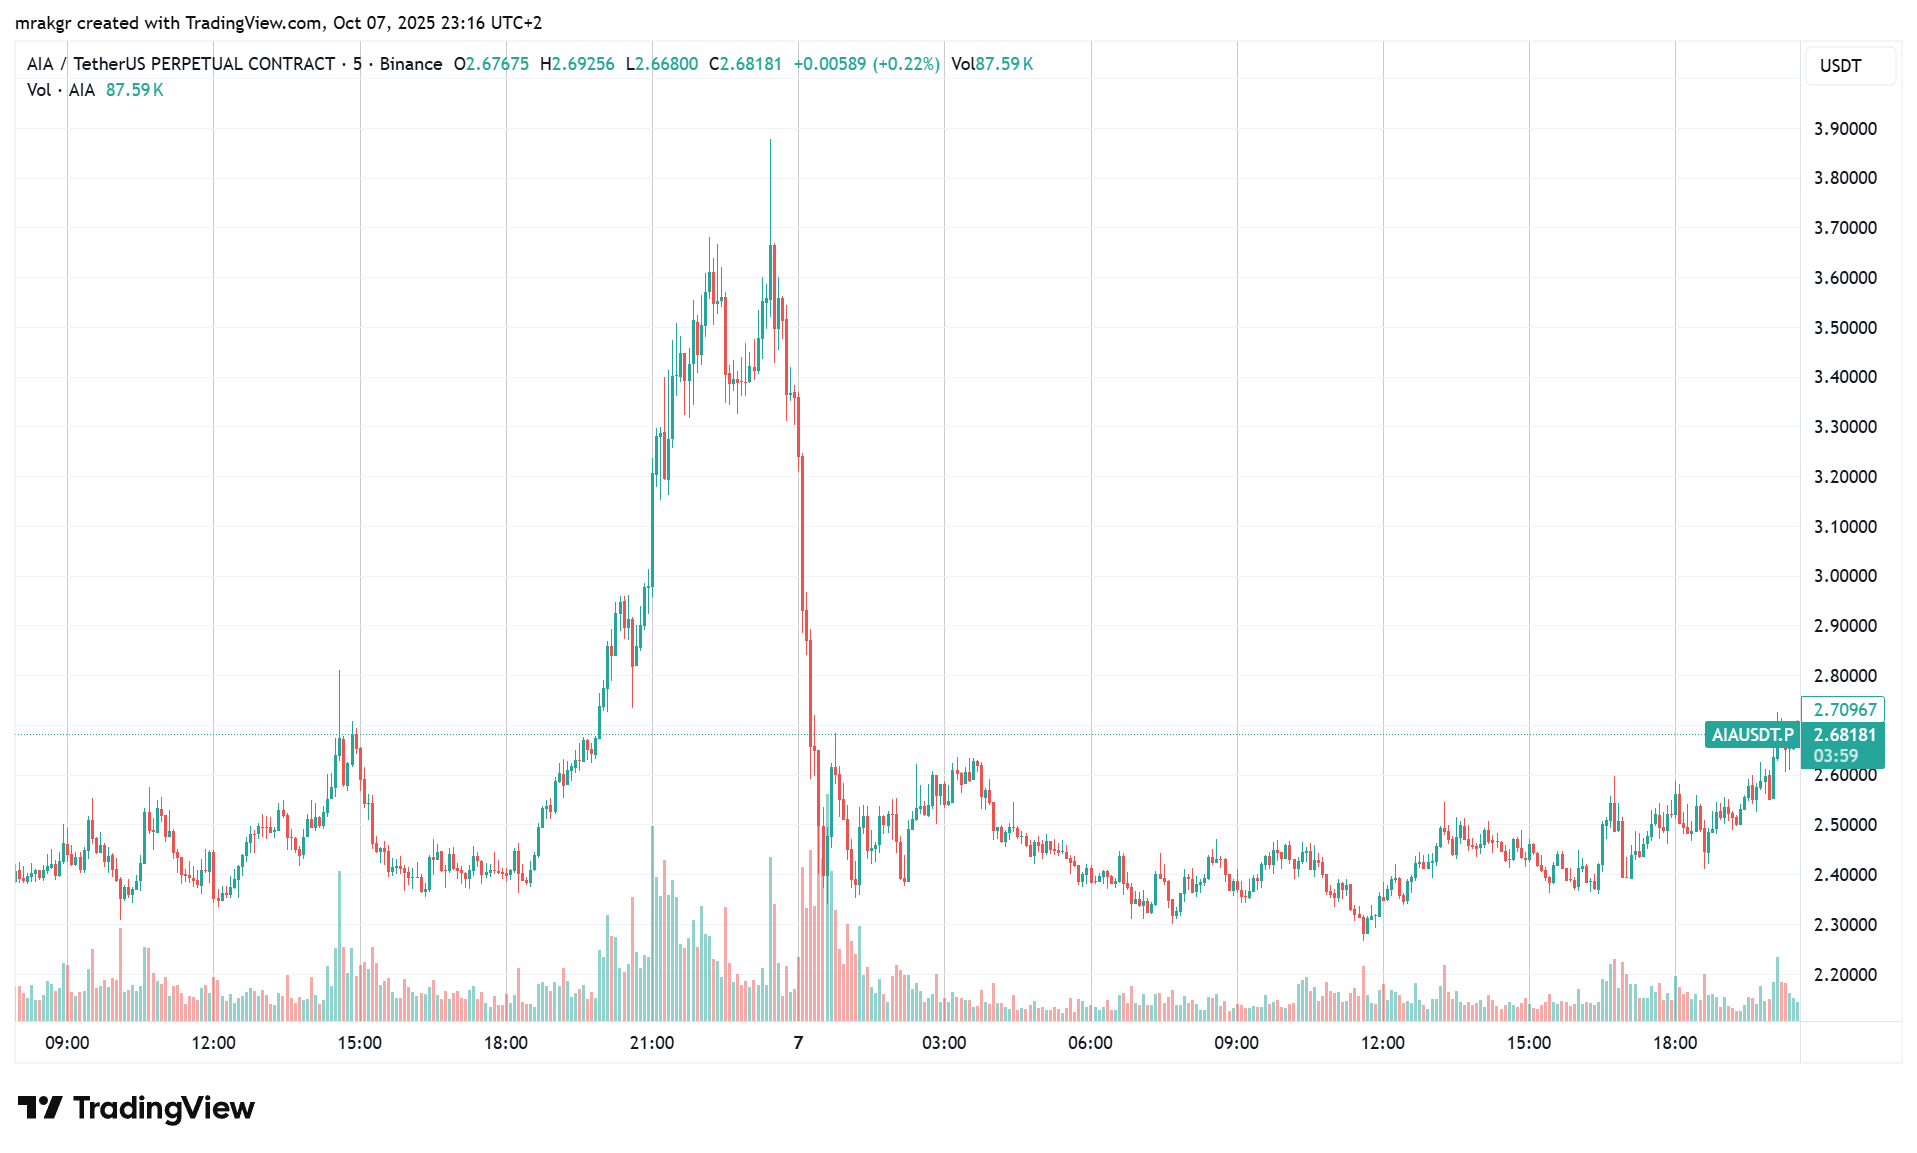 mrakgr created with TradingView.com, Oct 07, 2025 23:16 UTC+2
AIA / TetherUS PERPETUAL CONTRACT · 5 · Binance O2.67675 H2.69256 L2.66800 C2.68181 +0.00589 (+0.22%) Vol87.59 K
Vol · AIA 87.59 K
USDT
3.90000
3.80000
3.70000
3.60000
3.50000
3.40000
3.30000
3.20000
3.10000
3.00000
2.90000
2.80000
2.70967
AIAUSDT.P 2.68181
03:59
2.60000
2.50000
2.40000
2.30000
2.20000
09:00 12:00 15:00 18:00 21:00 7 03:00 06:00 09:00 12:00 15:00 18:00
TradingView